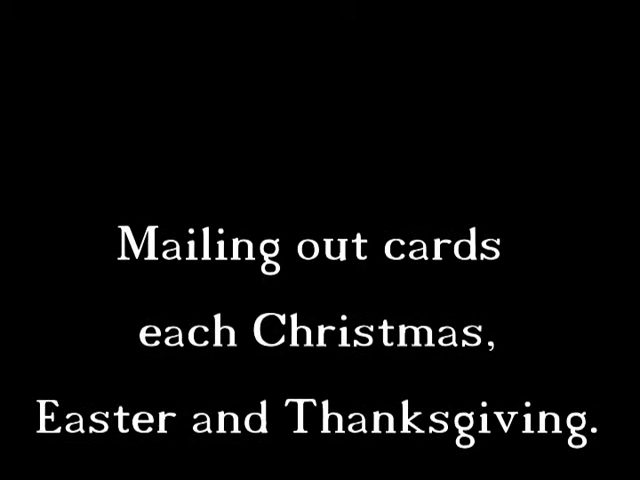 Mailing out cards
each Christmas,
Easter and Thanksgiving.